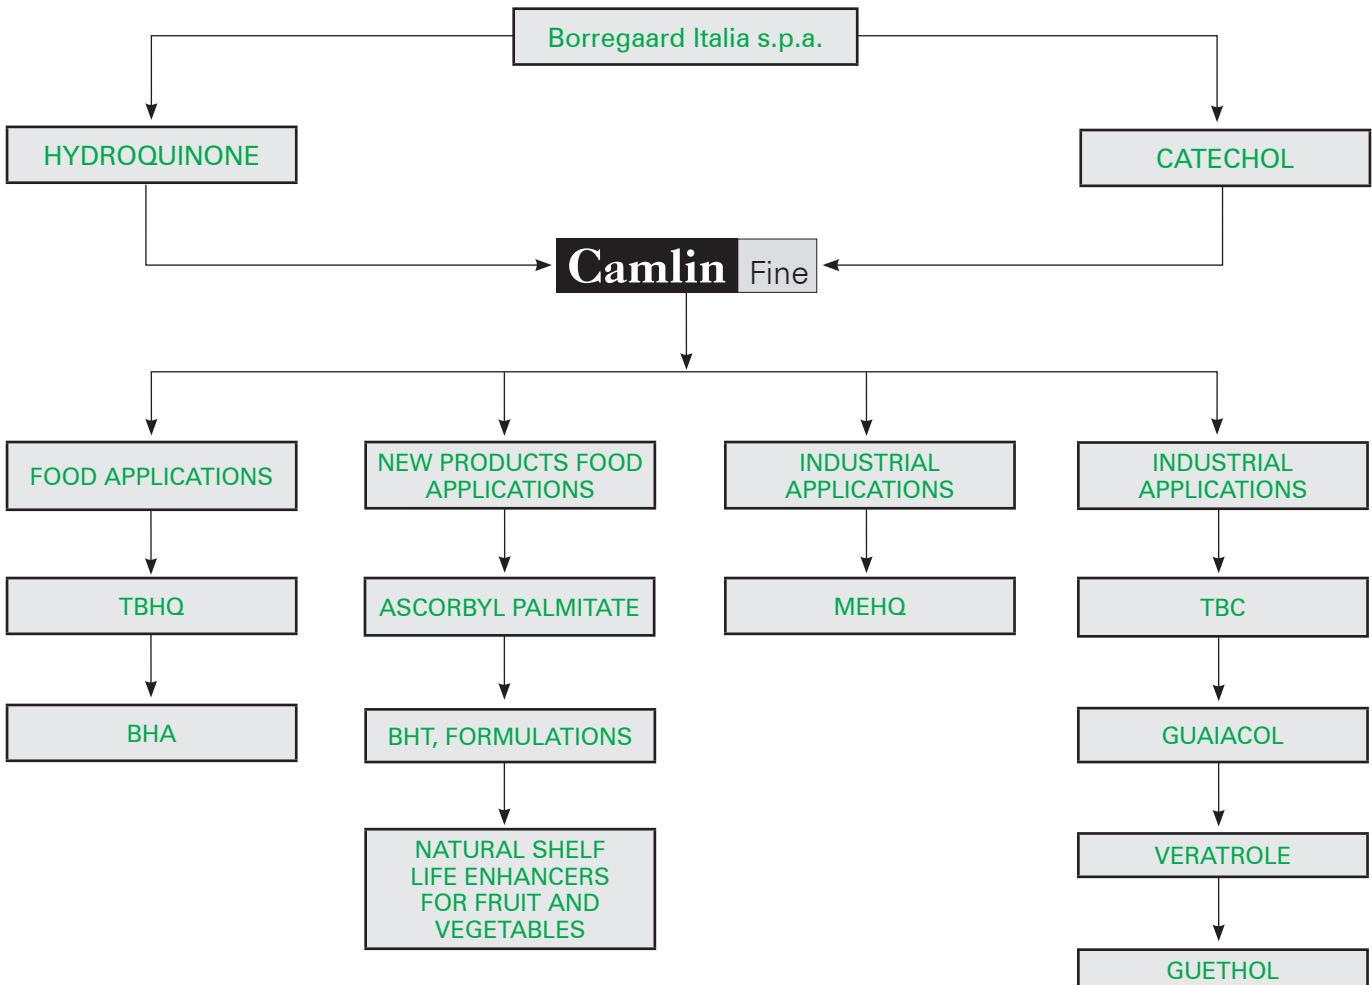 Borregaard Italia s.p.a.
HYDROQUINONE
CATECHOL
Camlin Fine
FOOD APPLICATIONS
NEW PRODUCTS FOOD
APPLICATIONS
INDUSTRIAL
APPLICATIONS
INDUSTRIAL
APPLICATIONS
TBHQ
ASCORBYL PALMITATE
MEHQ
TBC
BHA
BHT, FORMULATIONS
GUAIACOL
NATURAL SHELF
LIFE ENHANCERS
FOR FRUIT AND
VEGETABLES
VERATROLE
GUETHOL